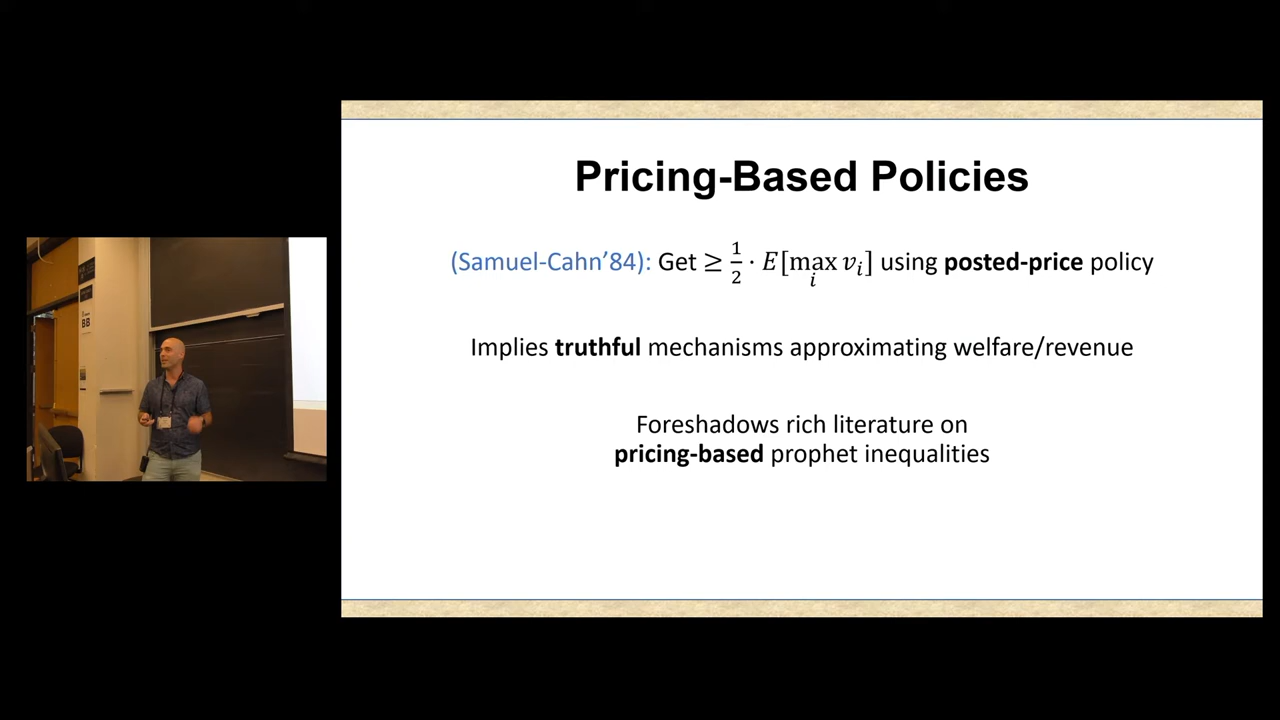 Pricing-Based Policies
(Samuel-Cahn’84): Get ≥ 1/2 · E[max_i v_i] using posted-price policy
Implies truthful mechanisms approximating welfare/revenue
Foreshadows rich literature on
pricing-based prophet inequalities